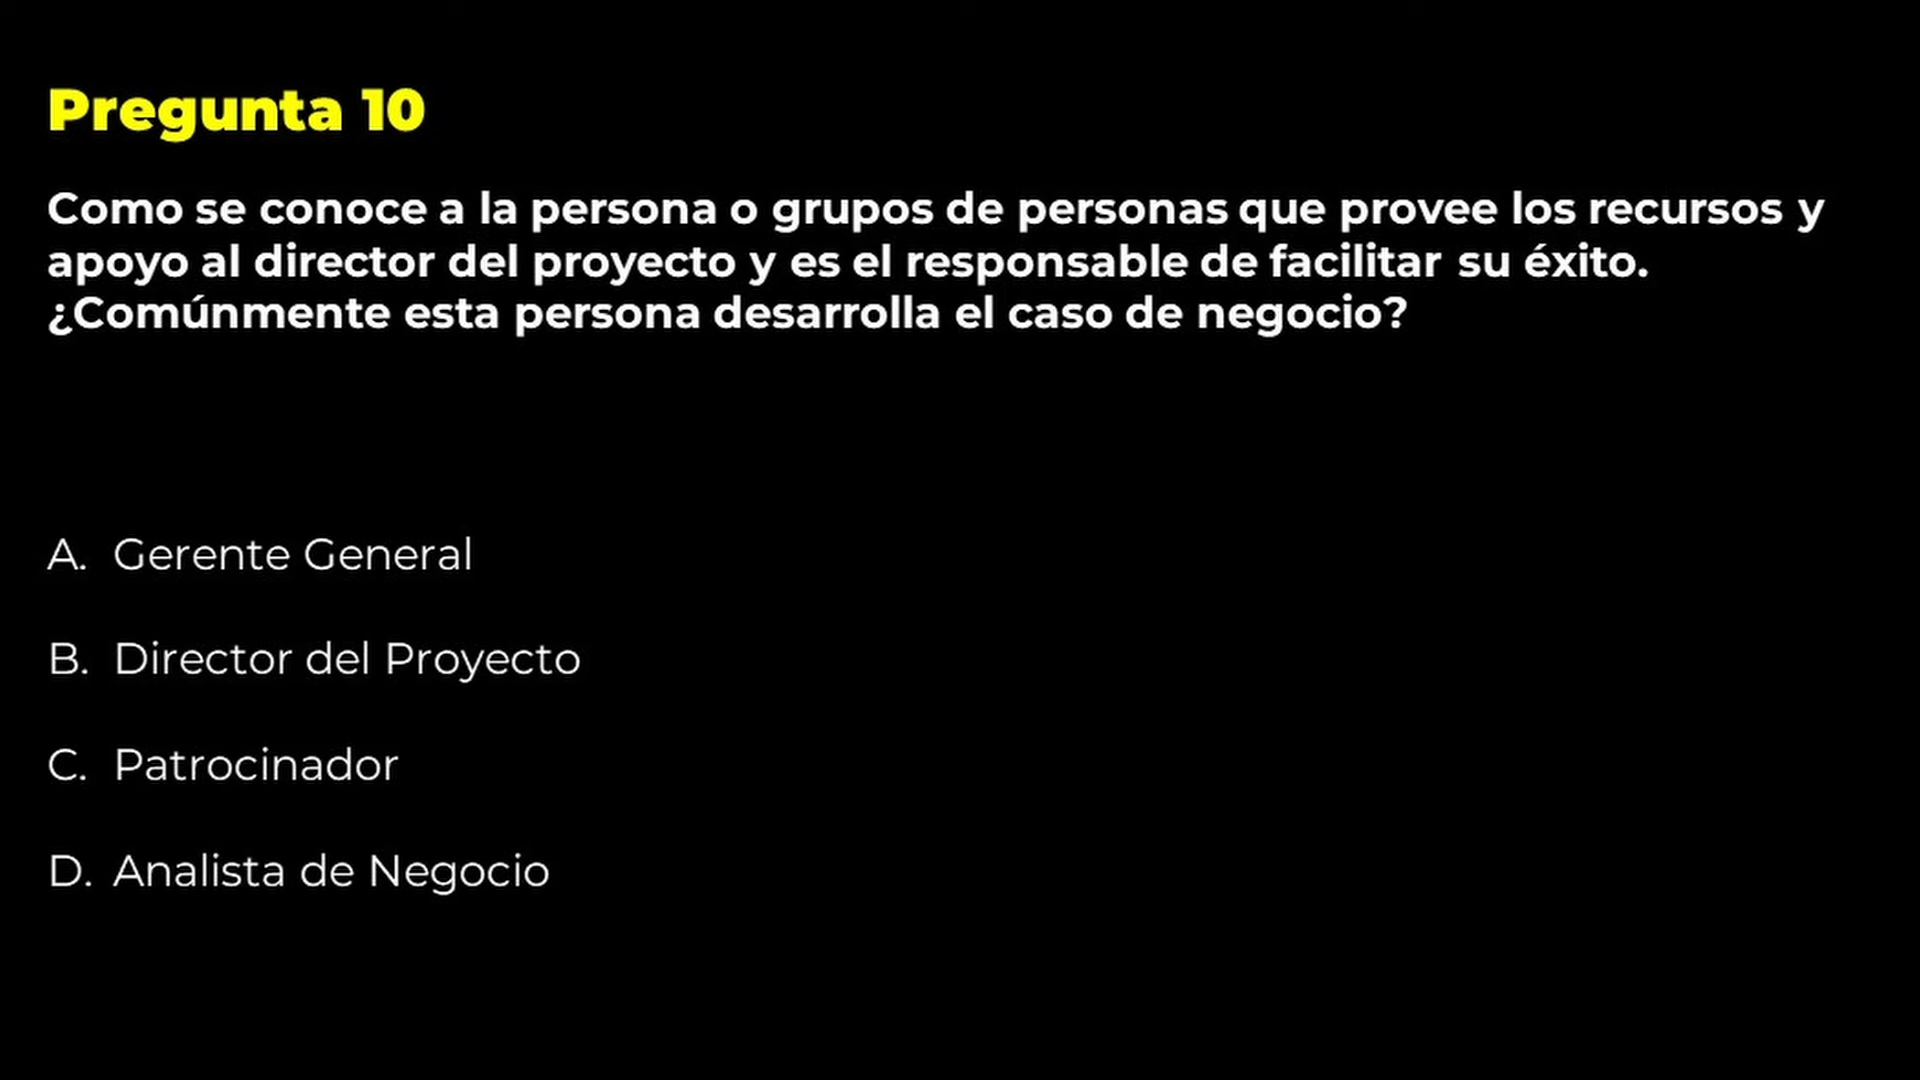 Pregunta 10
Como se conoce a la persona o grupos de personas que provee los recursos y
apoyo al director del proyecto y es el responsable de facilitar su éxito.
¿Comúnmente esta persona desarrolla el caso de negocio?
A. Gerente General
B. Director del Proyecto
C. Patrocinador
D. Analista de Negocio